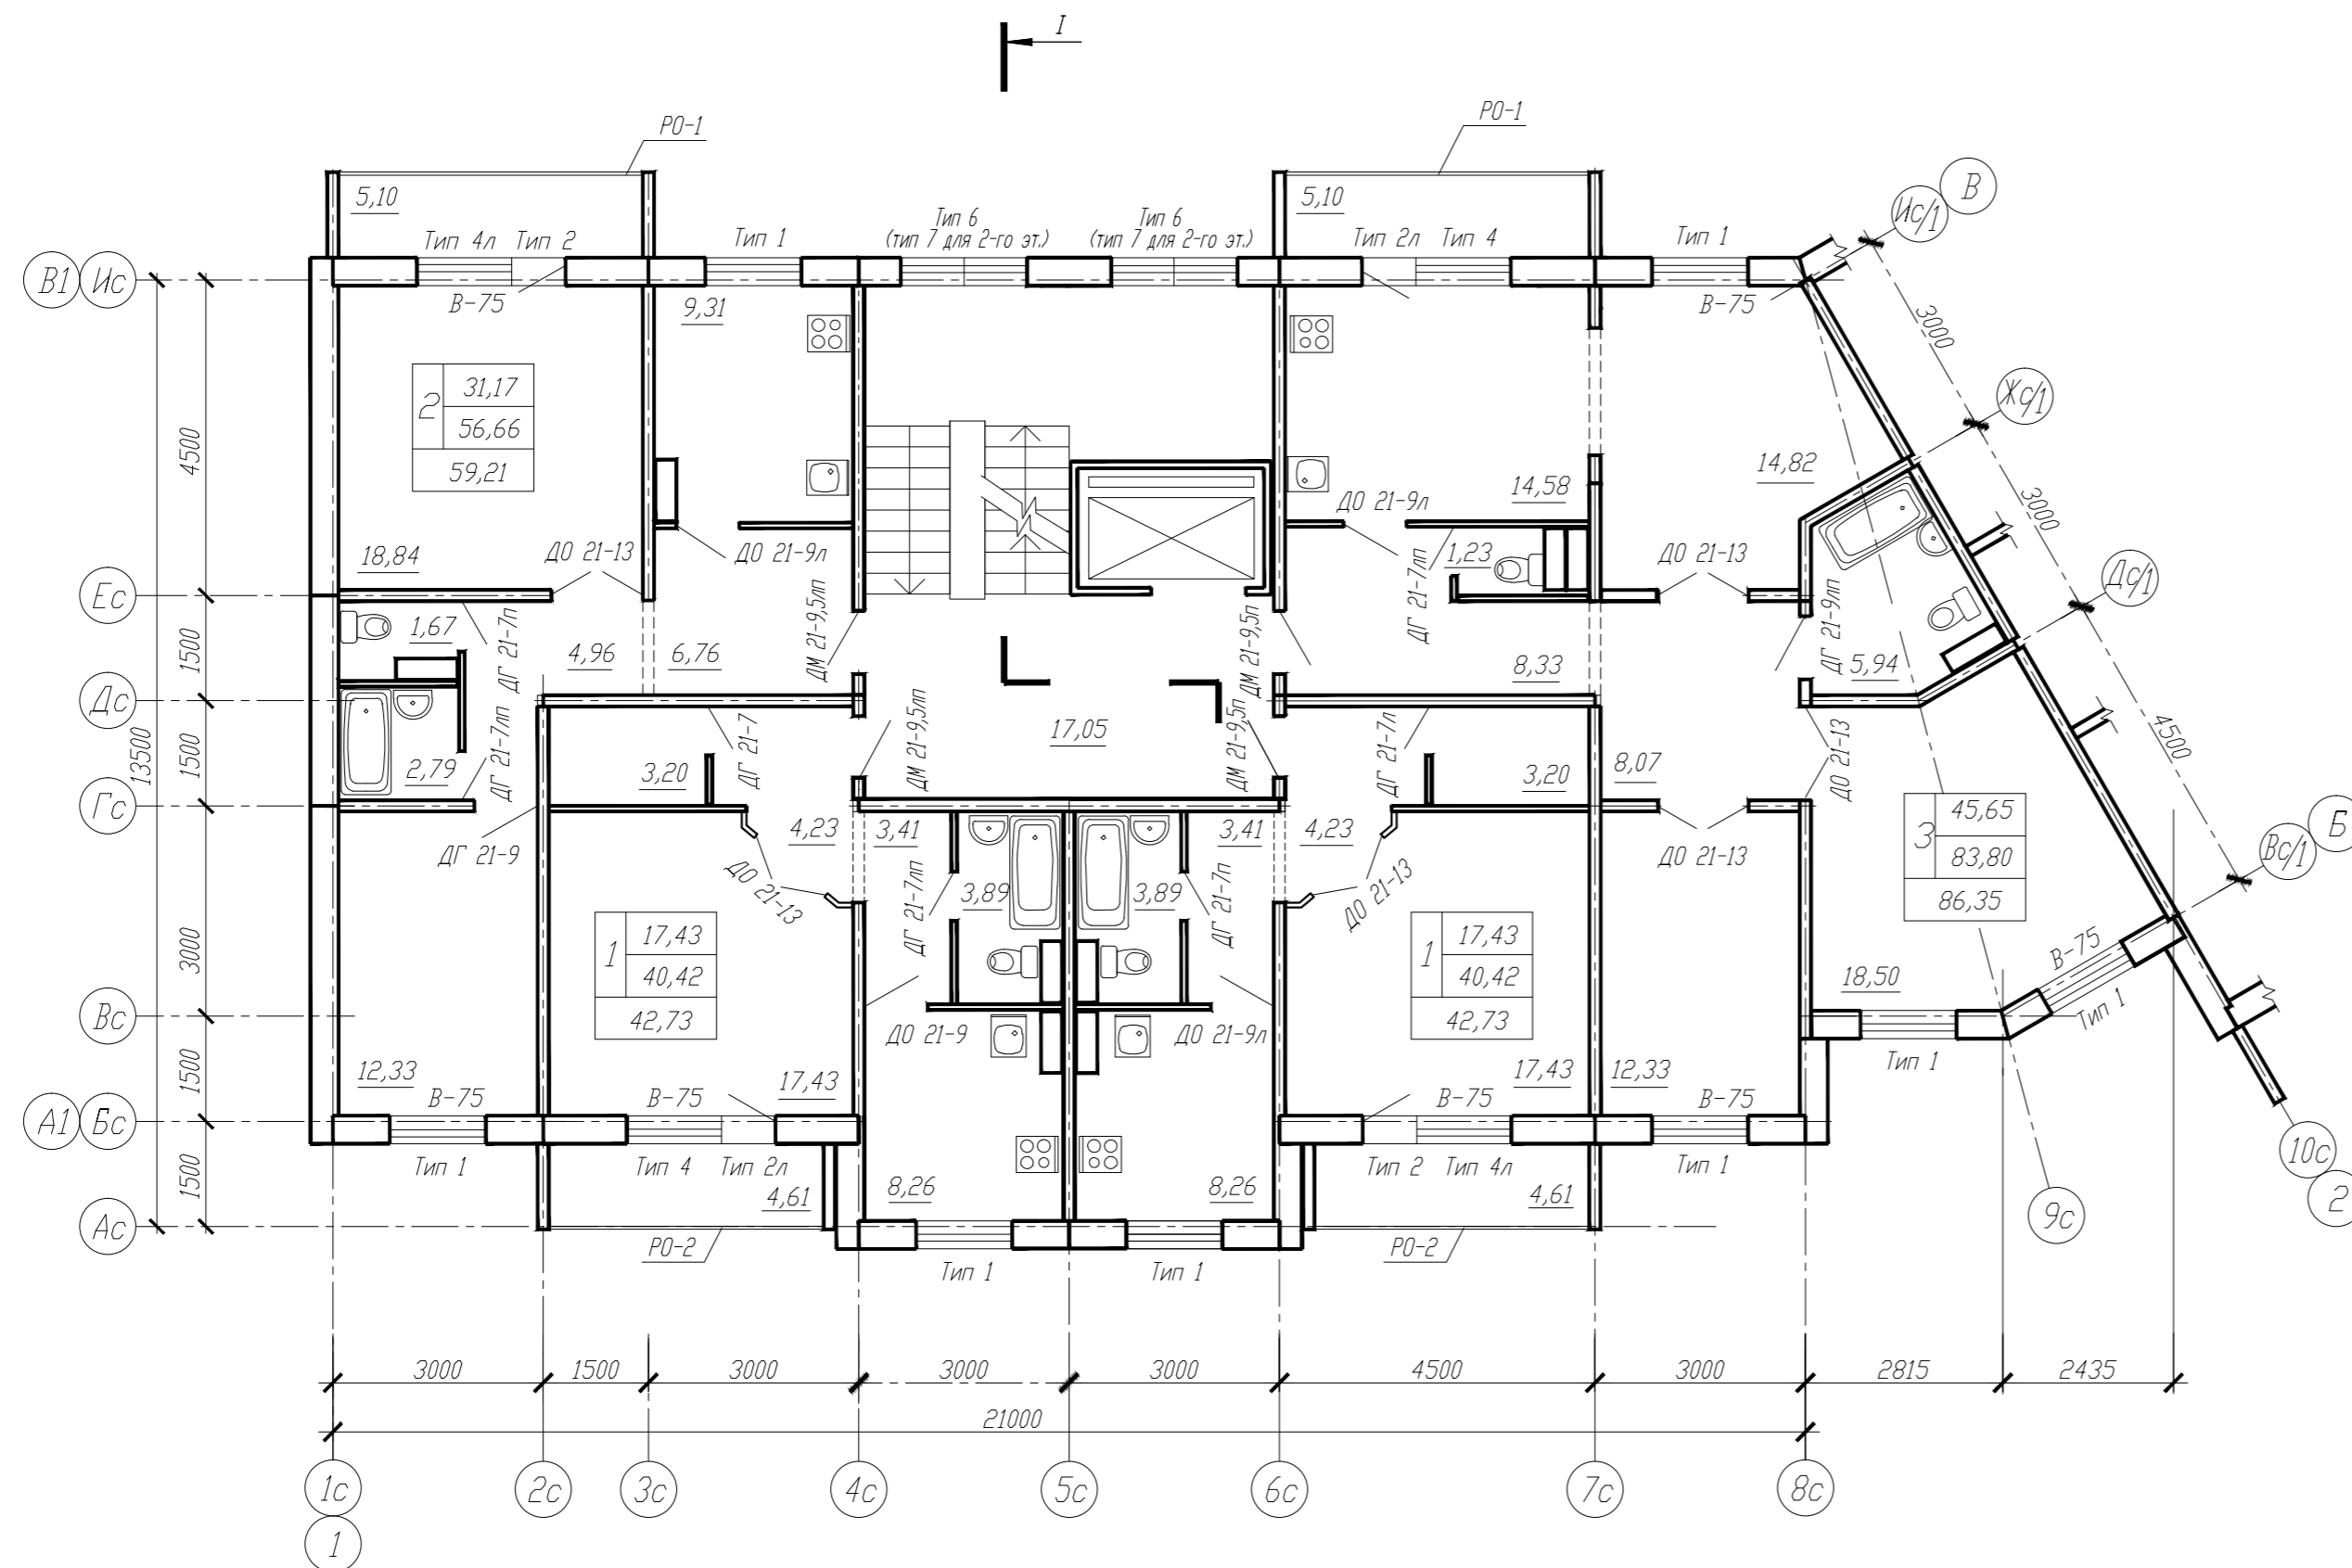 I
РО-1
РО-1
5,10
5,10
В
Ис/1
Тип 4л
Тип 2
Тип 1
Тип 6
(тип 7 для 2-го эт.)
Тип 6
(тип 7 для 2-го эт.)
Тип 2л
Тип 4
Тип 1
В1
Ис
В-75
9,31
В-75
3000
2
31,17
56,66
59,21
Жс/1
4500
14,82
14,58
3000
18,84
ДО 21-13
ДО 21-9л
ДО 21-9л
1,23
ДО 21-13
Ес
Дс/1
1,67
ДГ 21-7п
4,96
6,76
ДМ 21-9,5лп
ДМ 21-9,5п
ДГ 21-7лп
8,33
ДГ 21-9лп
5,94
1500
Дс
13500
1500
2,79
ДГ 21-7лп
ДГ 21-7
3,20
ДМ 21-9,5лп
17,05
ДМ 21-9,5п
ДГ 21-7л
3,20
8,07
ДО 21-13
4500
Гс
ДГ 21-9
4,23
3,41
3,41
4,23
ДО 21-13
3
45,65
83,80
86,35
Б
Вс/1
ДО 21-13
ДГ 21-7лп
3,89
3,89
ДГ 21-7п
ДО 21-13
3000
1
17,43
40,42
42,73
1
17,43
40,42
42,73
В-75
18,50
Тип 1
Вс
ДО 21-9
ДО 21-9л
Тип 1
1500
12,33
В-75
В-75
17,43
В-75
17,43
12,33
В-75
А1
Бс
Тип 1
Тип 4
Тип 2л
Тип 2
Тип 4л
Тип 1
10с
2
1500
4,61
8,26
8,26
4,61
9с
Ас
РО-2
РО-2
Тип 1
Тип 1
3000
1500
3000
3000
3000
4500
3000
2815
2435
21000
1с
2с
3с
4с
5с
6с
7с
8с
1